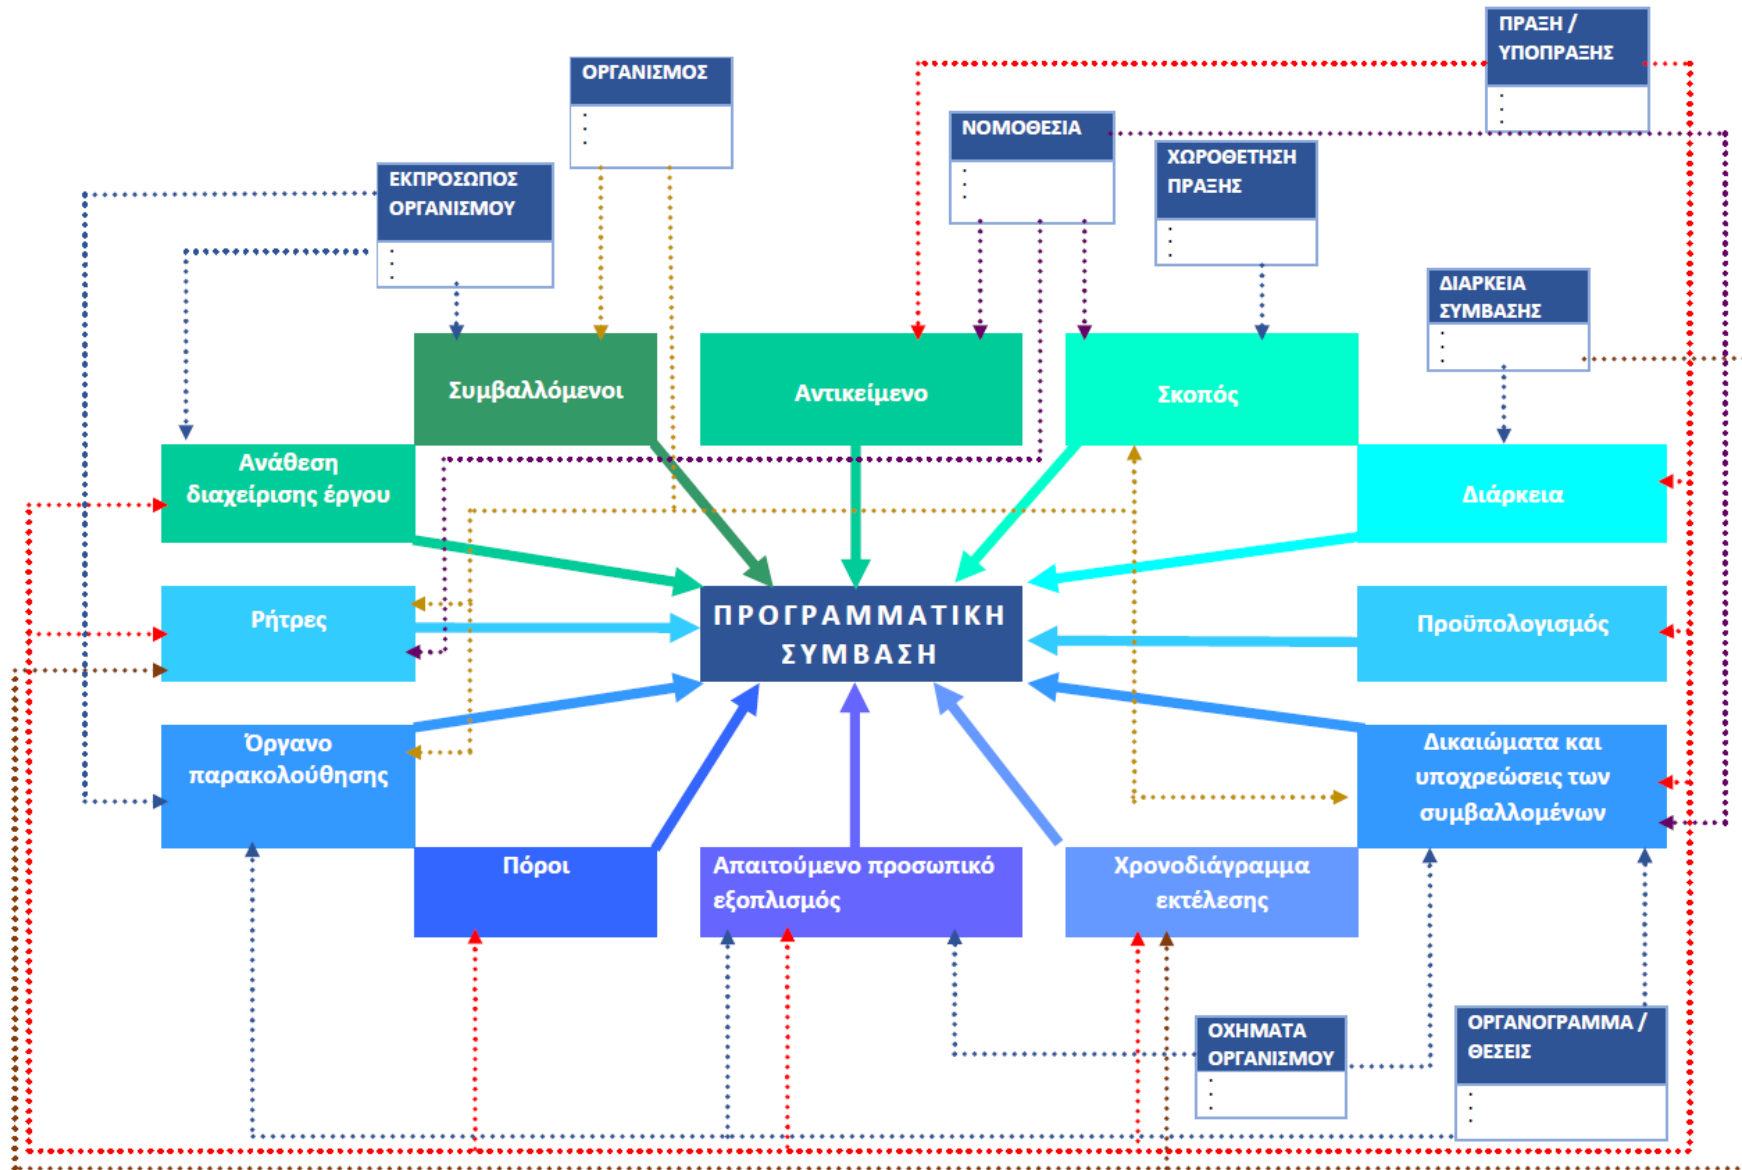 ΠΡΑΞΗ /
ΥΠΟΠΡΑΞΗΣ
ΟΡΓΑΝΙΣΜΟΣ
ΝΟΜΟΘΕΣΙΑ
ΧΩΡΟΘΕΤΗΣΗ
ΠΡΑΞΗΣ
ΕΚΠΡΟΣΩΠΟΣ
ΟΡΓΑΝΙΣΜΟΥ
ΔΙΑΡΚΕΙΑ
ΣΥΜΒΑΣΗΣ
Συμβαλλόμενοι
Αντικείμενο
Σκοπός
Ανάθεση
διαχείρισης έργου
Διάρκεια
Ρήτρες
ΠΡΟΓΡΑΜΜΑΤΙΚΗ
ΣΥΜΒΑΣΗ
Προϋπολογισμός
Όργανο
παρακολούθησης
Δικαιώματα και
υποχρεώσεις των
συμβαλλομένων
Πόροι
Απαιτούμενο προσωπικό
εξοπλισμός
Χρονοδιάγραμμα
εκτέλεσης
ΟΧΗΜΑΤΑ
ΟΡΓΑΝΙΣΜΟΥ
ΟΡΓΑΝΟΓΡΑΜΜΑ /
ΘΕΣΕΙΣ